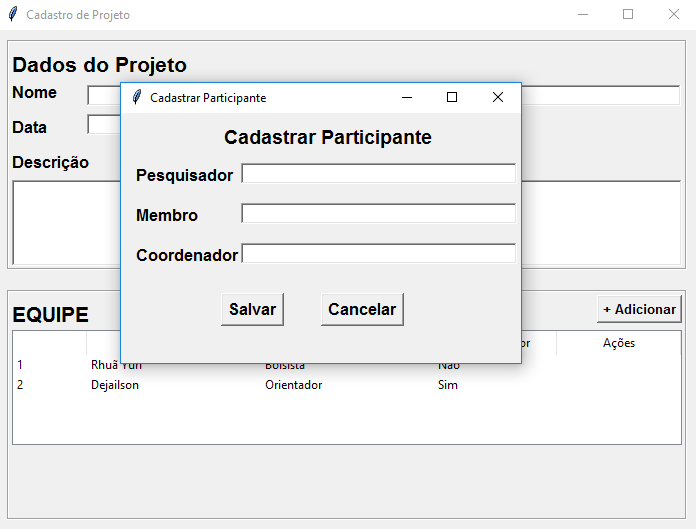 Cadastro de Projeto
Dados do Projeto
Nome
Data
Descrição
Cadastrar Participante
Cadastrar Participante
Pesquisador
Membro
Coordenador
Salvar Cancelar
EQUIPE + Adicionar
or Ações
1 Rhuã Yuri Bolsista Não
2 Dejailson Orientador Sim